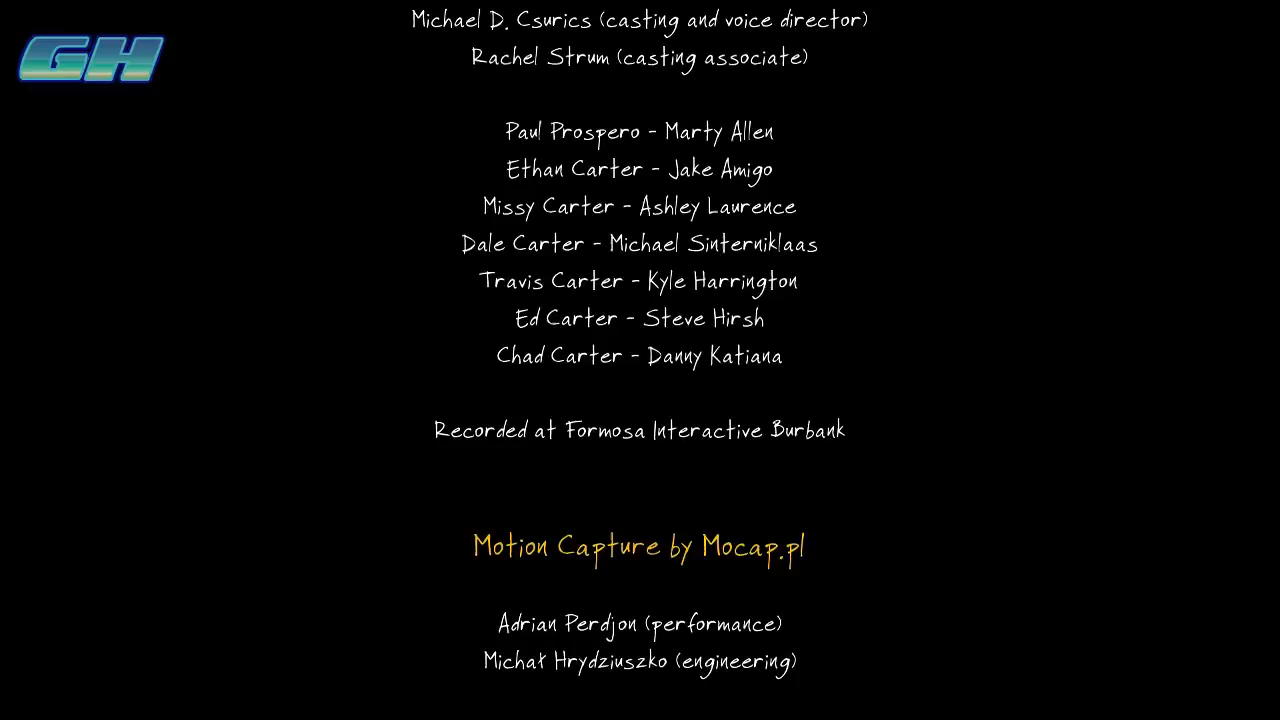 GH
Michael D. Csurics (casting and voice director)
Rachel Strum (casting associate)
Paul Prospero - Marty Allen
Ethan Carter - Jake Amigo
Missy Carter - Ashley Laurence
Dale Carter - Michael Sinterniklaas
Travis Carter - Kyle Harrington
Ed Carter - Steve Hirsh
Chad Carter - Danny Katiana
Recorded at Formosa Interactive Burbank
Motion Capture by Mocap.pl
Adrian Perdjon (performance)
Michał Hrydziuszko (engineering)